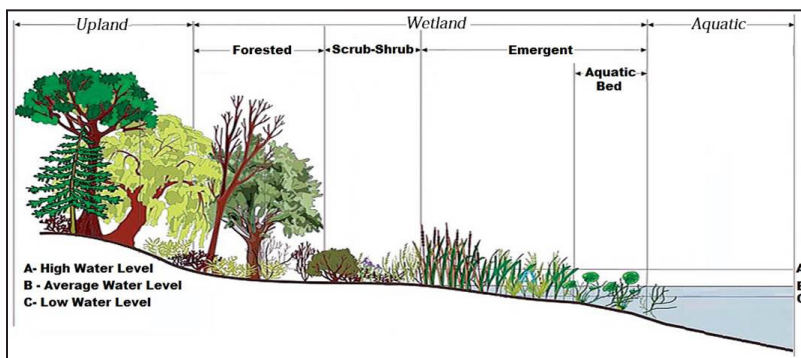 Upland
Wetland
Aquatic
Forested
Scrub-Shrub
Emergent
Aquatic
Bed
A- High Water Level
B - Average Water Level
C- Low Water Level
A
B
C